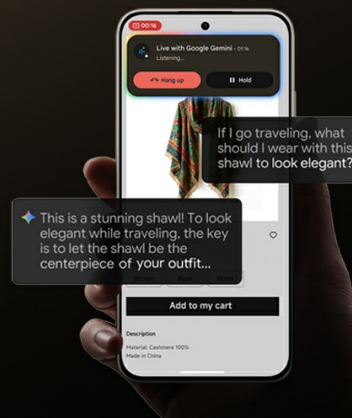 00:16
Live with Google Gemini • 01:16
Listening...
Hang up
Hold
If I go traveling, what
should I wear with this
shawl to look elegant?
This is a stunning shawl! To look
elegant while traveling, the key
is to let the shawl be the
centerpiece of your outfit...
Black
Add to my cart
Description
Material: Cashmere 100%
Made in China